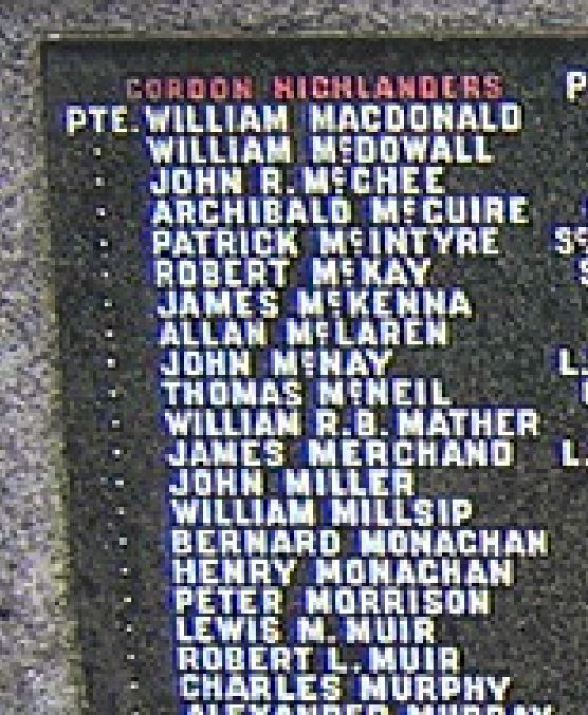 GORDON HIGHLANDERS
PTE. WILLIAM MACDONALD
" WILLIAM McDOWALL
" JOHN R. McGHEE
" ARCHIBALD McGUIRE
" PATRICK McINTYRE
" ROBERT McKAY
" JAMES McKENNA
" ALLAN McLAREN
" JOHN McNAY
" THOMAS McNEIL
" WILLIAM R.B. MATHER
" JAMES MERCHAND
" JOHN MILLER
" WILLIAM MILLSIP
" BERNARD MONAGHAN
" HENRY MONAGHAN
" PETER MORRISON
" LEWIS M. MUIR
" ROBERT L. MUIR
" CHARLES MURPHY
" ALEXANDER MURRAY